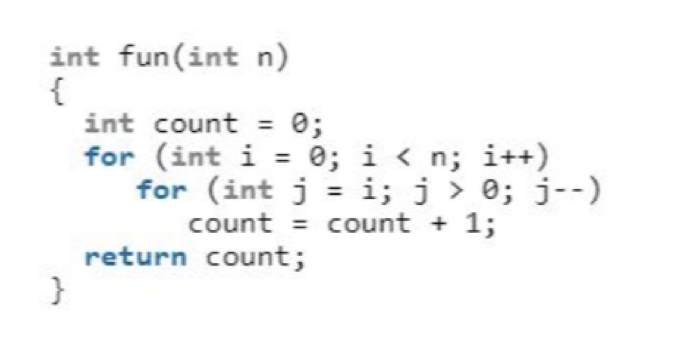 int fun(int n)
{
  int count = 0;
  for (int i = 0; i < n; i++)
     for (int j = i; j > 0; j--)
        count = count + 1;
  return count;
}